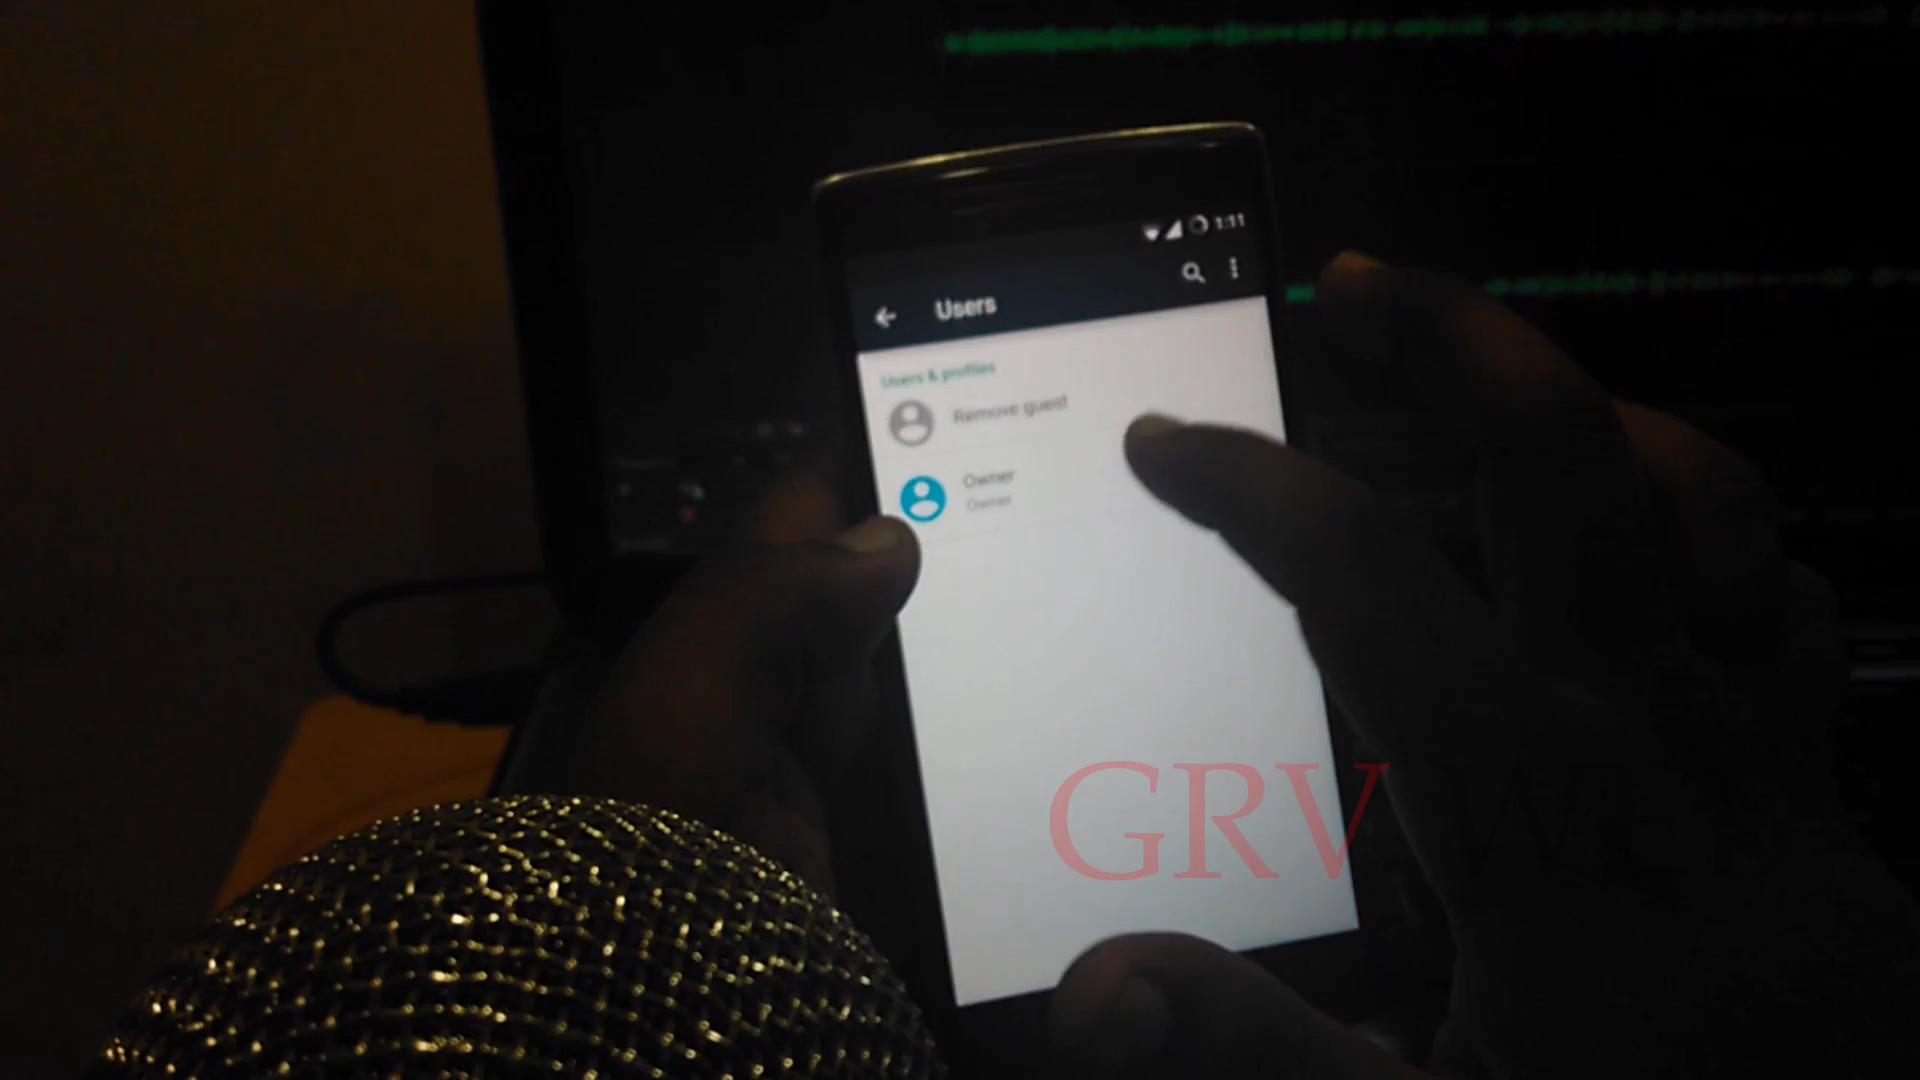 1:11
Users
Users & profiles
Remove guest
Owner
Owner
GRV